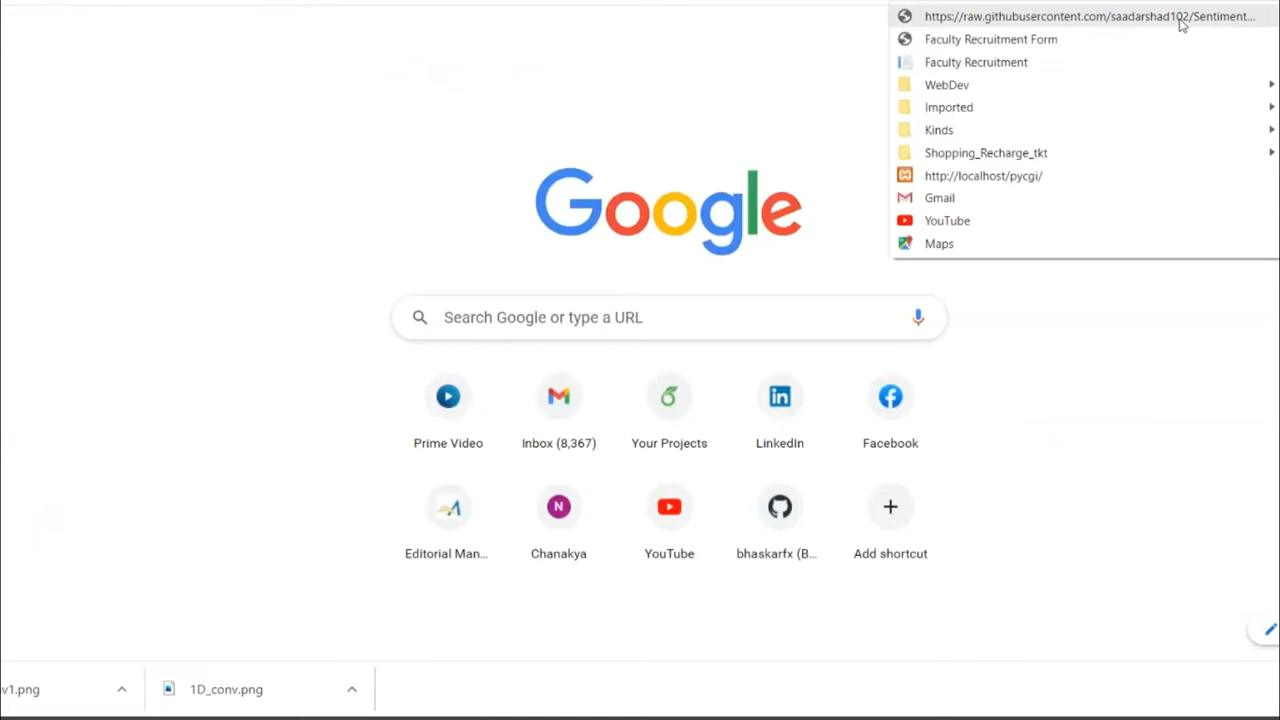 https://raw.githubusercontent.com/saadarshad102/Sentiment...
Faculty Recruitment Form
Faculty Recruitment
WebDev
Imported
Kinds
Shopping_Recharge_tkt
http://localhost/pycgi/
Gmail
YouTube
Maps
Google
Search Google or type a URL
Prime Video
Inbox (8,367)
Your Projects
LinkedIn
Facebook
N
Editorial Man...
Chanakya
YouTube
bhaskarfx (B...
Add shortcut
v1.png
1D_conv.png